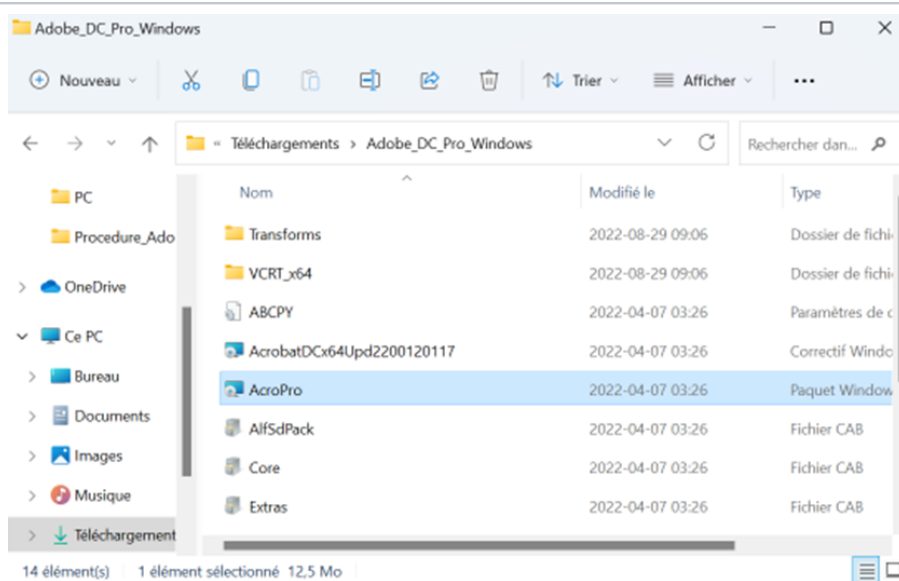 Adobe_DC_Pro_Windows
Nouveau Trier Afficher
« Téléchargements > Adobe_DC_Pro_Windows Rechercher dan...
Nom Modifié le Type
PC
Procedure_Ado
OneDrive
Ce PC
Bureau
Documents
Images
Musique
Téléchargement
Transforms 2022-08-29 09:06 Dossier de fichi
VCRT_x64 2022-08-29 09:06 Dossier de fichi
ABCPY 2022-04-07 03:26 Paramètres de c
AcrobatDCx64Upd2200120117 2022-04-07 03:26 Correctif Windo
AcroPro 2022-04-07 03:26 Paquet Window
AlfSdPack 2022-04-07 03:26 Fichier CAB
Core 2022-04-07 03:26 Fichier CAB
Extras 2022-04-07 03:26 Fichier CAB
14 élément(s) 1 élément sélectionné 12,5 Mo